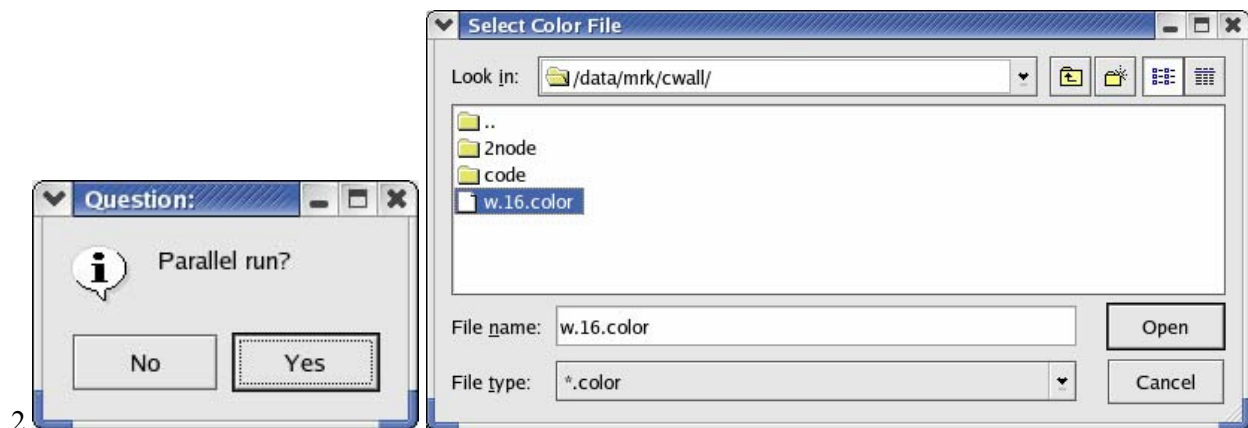 Question:
Parallel run?
No Yes
Select Color File
Look in: /data/mrk/cwall/
..
2node
code
w.16.color
File name: w.16.color Open
File type: *.color Cancel
2